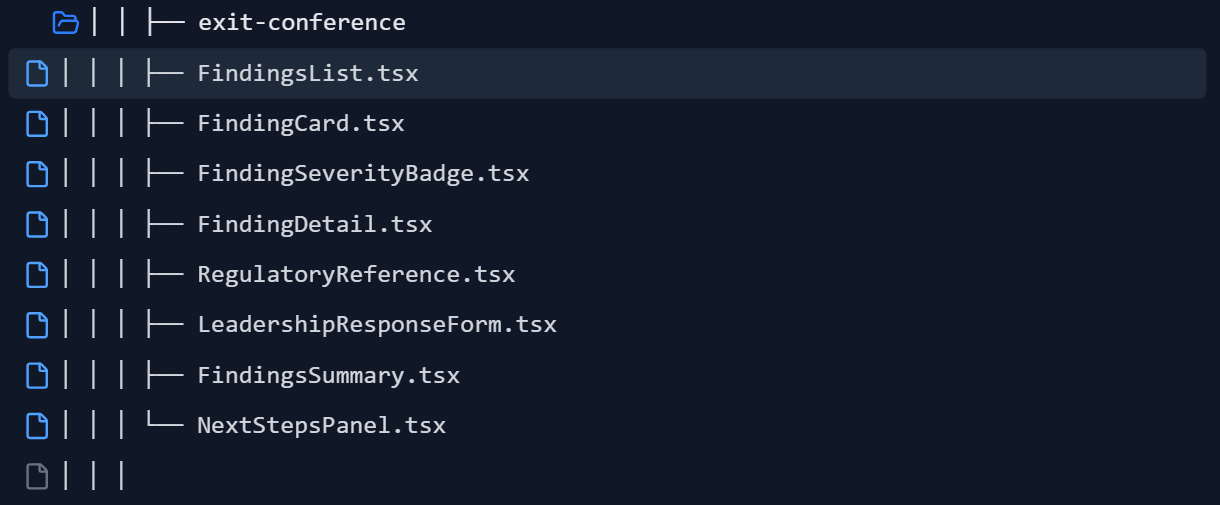 │ │ ├── exit-conference
│ │ │ ├── FindingsList.tsx
│ │ │ ├── FindingCard.tsx
│ │ │ ├── FindingSeverityBadge.tsx
│ │ │ ├── FindingDetail.tsx
│ │ │ ├── RegulatoryReference.tsx
│ │ │ ├── LeadershipResponseForm.tsx
│ │ │ ├── FindingsSummary.tsx
│ │ │ └── NextStepsPanel.tsx
│ │ │